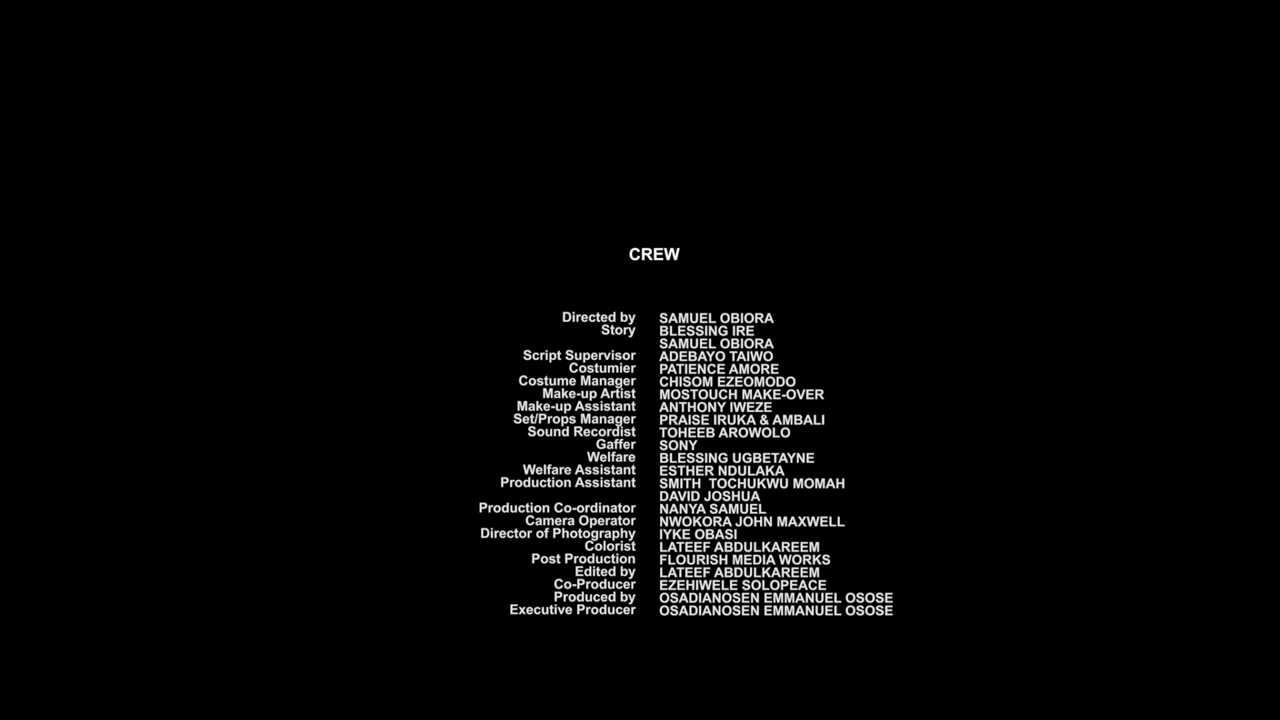 CREW
Directed by SAMUEL OBIORA
Story BLESSING IRE
SAMUEL OBIORA
Script Supervisor ADEBAYO TAIWO
Costumier PATIENCE AMORE
Costume Manager CHISOM EZEOMODO
Make-up Artist MOSTOUCH MAKE-OVER
Make-up Assistant ANTHONY IWEZE
Set/Props Manager PRAISE IRUKA & AMBALI
Sound Recordist TOHEEB AROWOLO
Gaffer SONY
Welfare BLESSING UGBETAYNE
Welfare Assistant ESTHER NDULAKA
Production Assistant SMITH  TOCHUKWU MOMAH
DAVID JOSHUA
Production Co-ordinator NANYA SAMUEL
Camera Operator NWOKORA JOHN MAXWELL
Director of Photography IYKE OBASI
Colorist LATEEF ABDULKAREEM
Post Production FLOURISH MEDIA WORKS
Edited by LATEEF ABDULKAREEM
Co-Producer EZEHIWELE SOLOPEACE
Produced by OSADIANOSEN EMMANUEL OSOSE
Executive Producer OSADIANOSEN EMMANUEL OSOSE